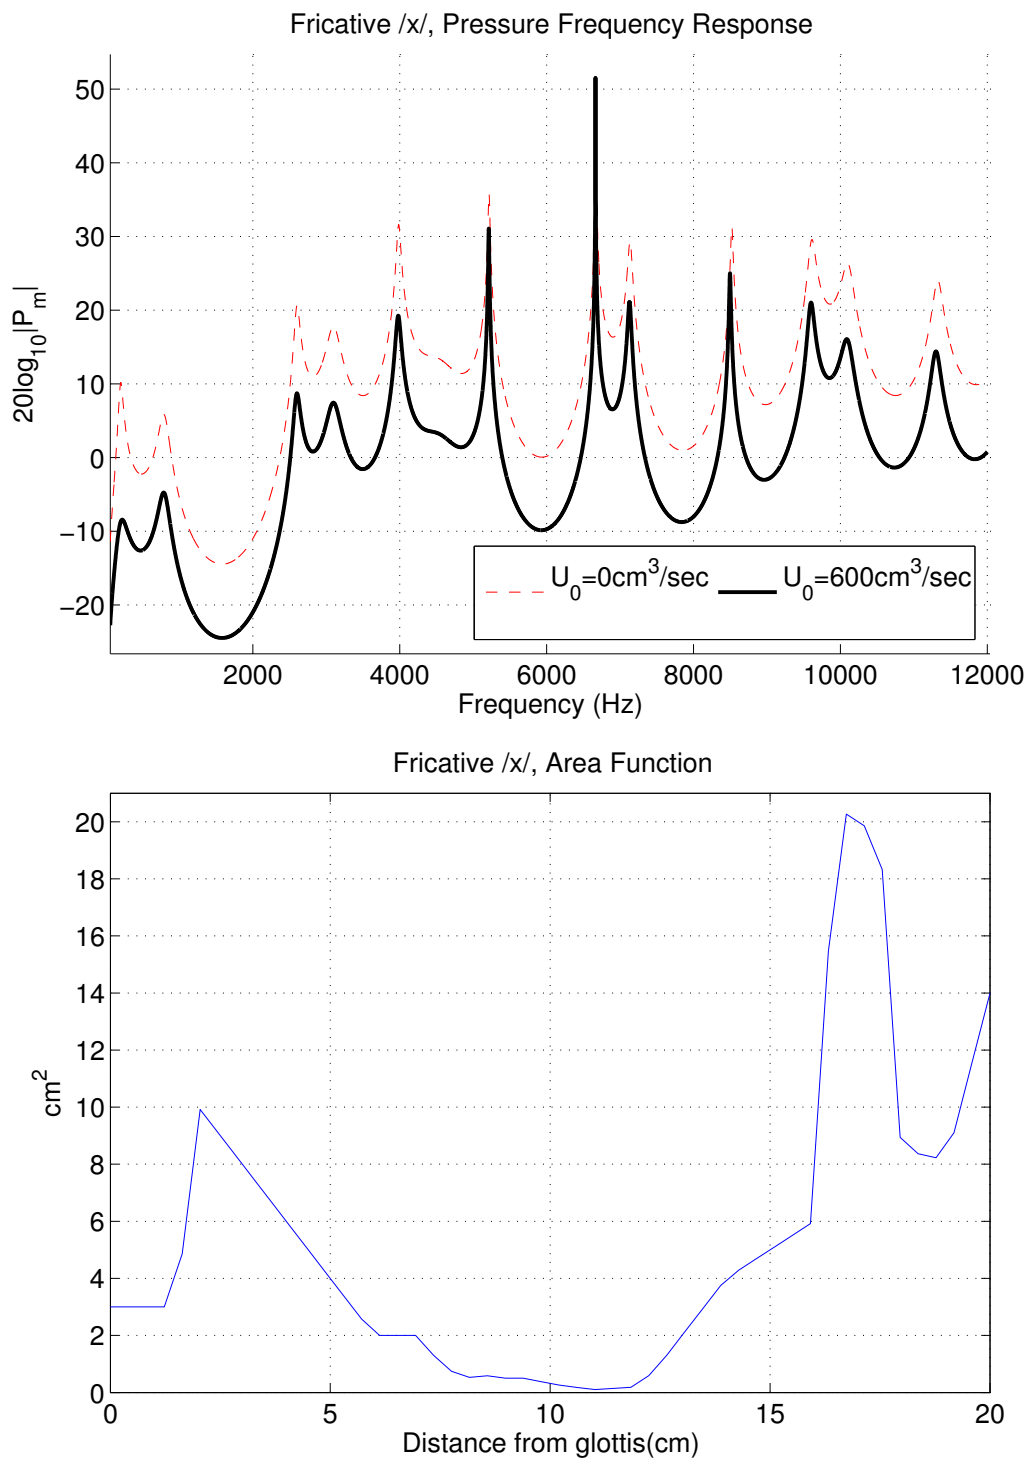 Fricative /x/, Pressure Frequency Response
20log₁₀|Pₘ|
50
40
30
20
10
0
−10
−20
U₀=0cm³/sec
U₀=600cm³/sec
2000 4000 6000 8000 10000 12000
Frequency (Hz)
Fricative /x/, Area Function
cm²
20
18
16
14
12
10
8
6
4
2
0
0 5 10 15 20
Distance from glottis(cm)